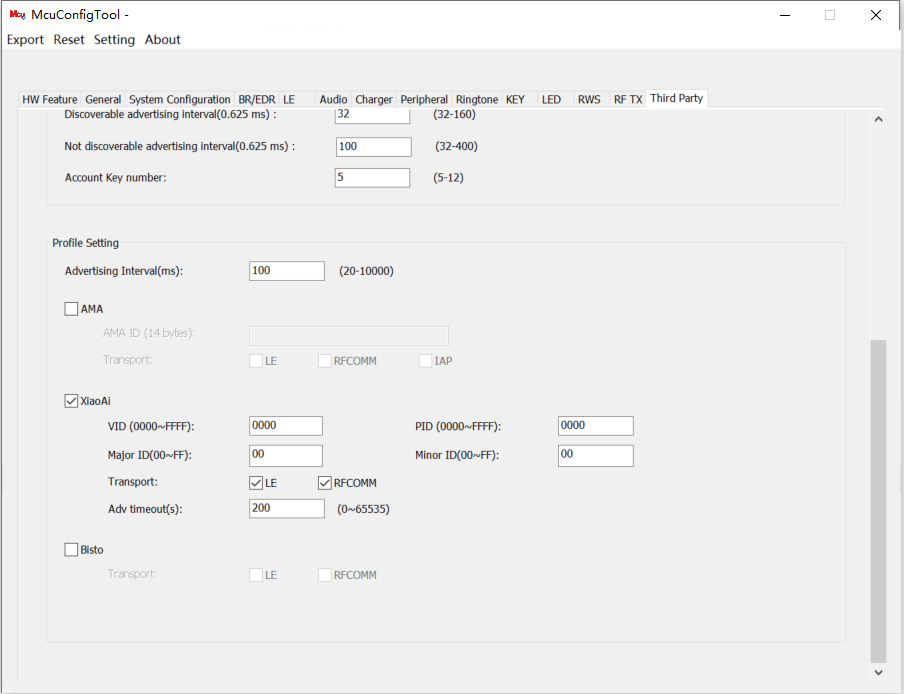 McuConfigTool -
Export Reset Setting About
HW Feature General System Configuration BR/EDR LE Audio Charger Peripheral Ringtone KEY LED RWS RF TX Third Party
Discoverable advertising interval(0.625 ms) : 32 (32-160)
Not discoverable advertising interval(0.625 ms) : 100 (32-400)
Account Key number: 5 (5-12)
Profile Setting
Advertising Interval(ms): 100 (20-10000)
AMA
AMA ID (14 bytes):
Transport: LE RFCOMM IAP
XiaoAi
VID (0000~FFFF): 0000 PID (0000~FFFF): 0000
Major ID(00~FF): 00 Minor ID(00~FF): 00
Transport: LE RFCOMM
Adv timeout(s): 200 (0~65535)
Bisto
Transport: LE RFCOMM